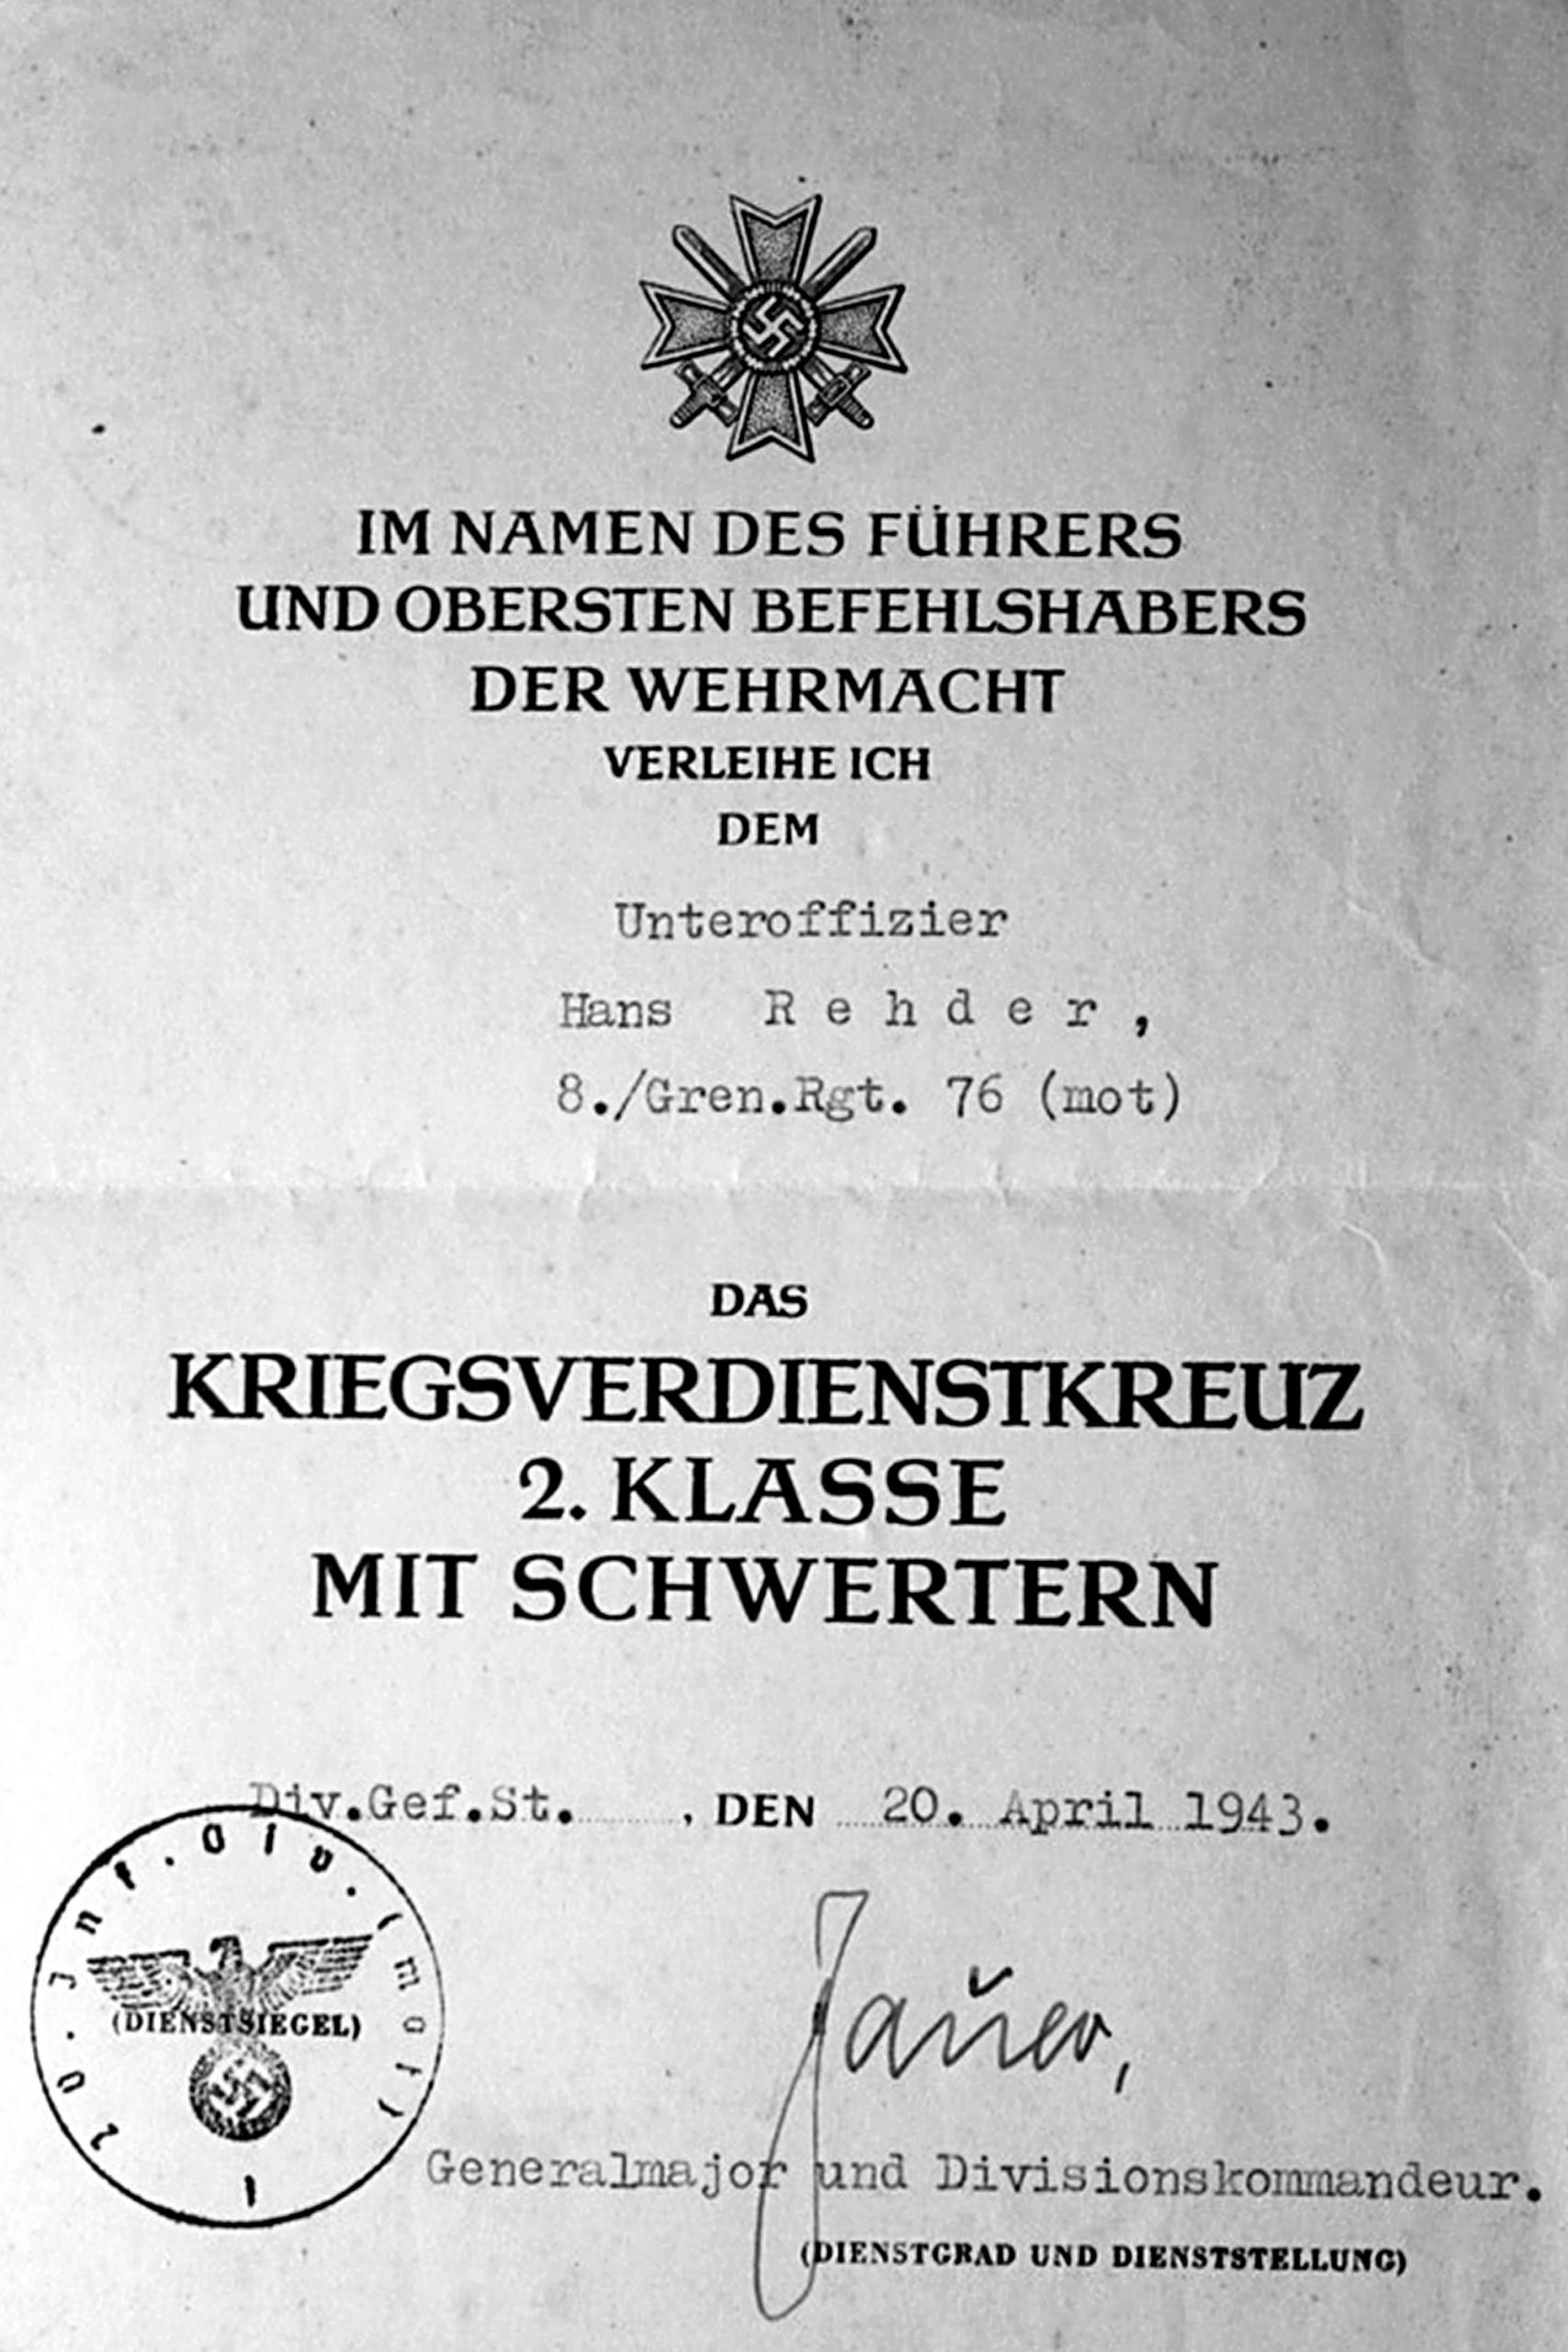 IM NAMEN DES FÜHRERS
UND OBERSTEN BEFEHLSHABERS
DER WEHRMACHT
VERLEIHE ICH
DEM
Unteroffizier
Hans Rehder,
8./Gren.Rgt. 76 (mot)
DAS
KRIEGSVERDIENSTKREUZ
2. KLASSE
MIT SCHWERTERN
Div.Gef.St. , DEN 20. April 1943.
20. Jnf. Div. (mot)
(DIENSTSIEGEL)
1
Jauer,
Generalmajor und Divisionskommandeur.
(DIENSTGRAD UND DIENSTSTELLUNG)